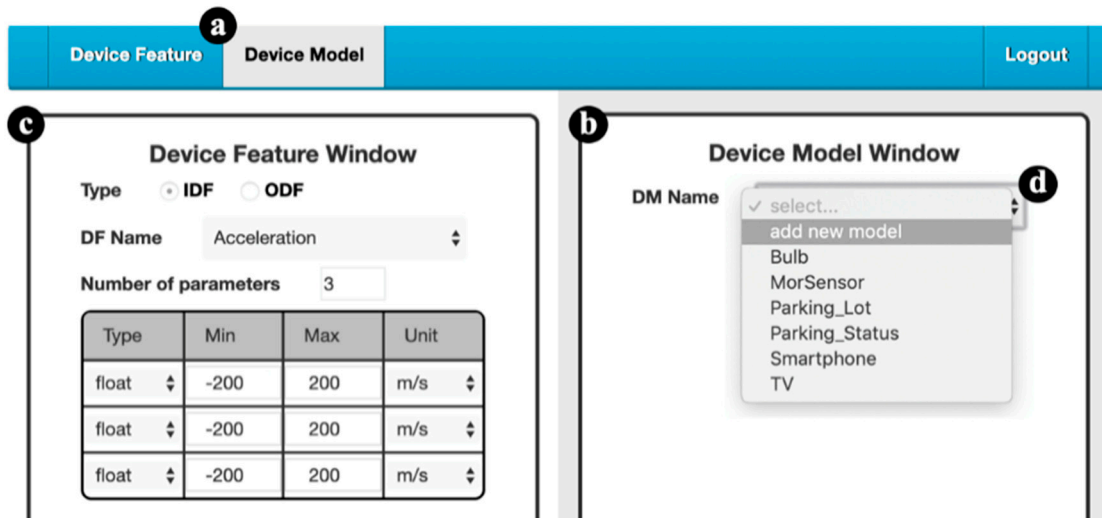 a
Device Feature Device Model Logout
c
Device Feature Window
Type IDF ODF
DF Name Acceleration
Number of parameters 3
Type Min Max Unit
float -200 200 m/s
float -200 200 m/s
float -200 200 m/s
b
Device Model Window
d
DM Name
✓ select...
add new model
Bulb
MorSensor
Parking_Lot
Parking_Status
Smartphone
TV